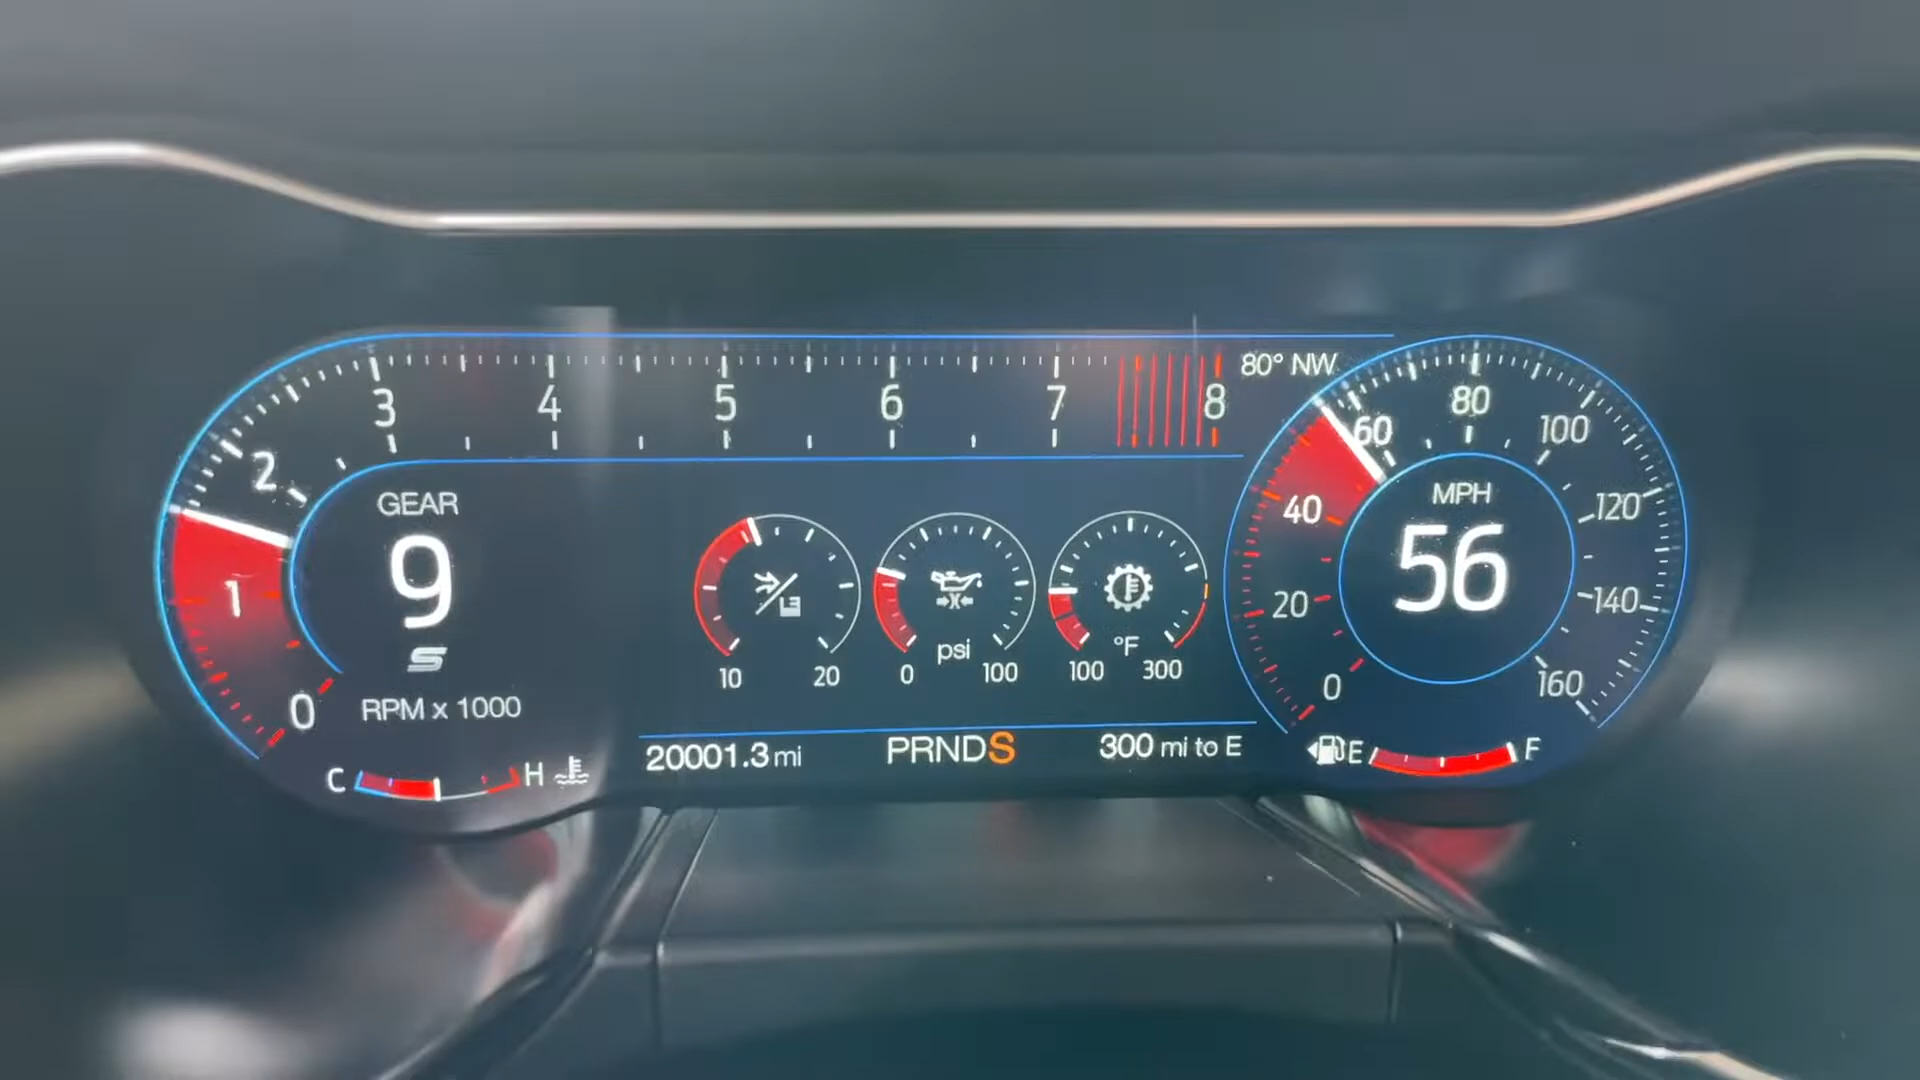 3 4 5 6 7 8
80° NW
2
1
0
GEAR
9
S
RPM x 1000
C H
10 20
psi
0 100
°F
100 300
20001.3 mi
PRNDS
300 mi to E
0 20 40 60 80 100 120 140 160
MPH
56
E F